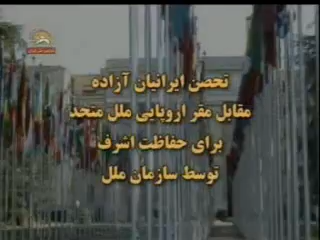 تحصن ایرانیان آزاده
مقابل مقر اروپایی ملل متحد
برای حفاظت اشرف
توسط سازمان ملل